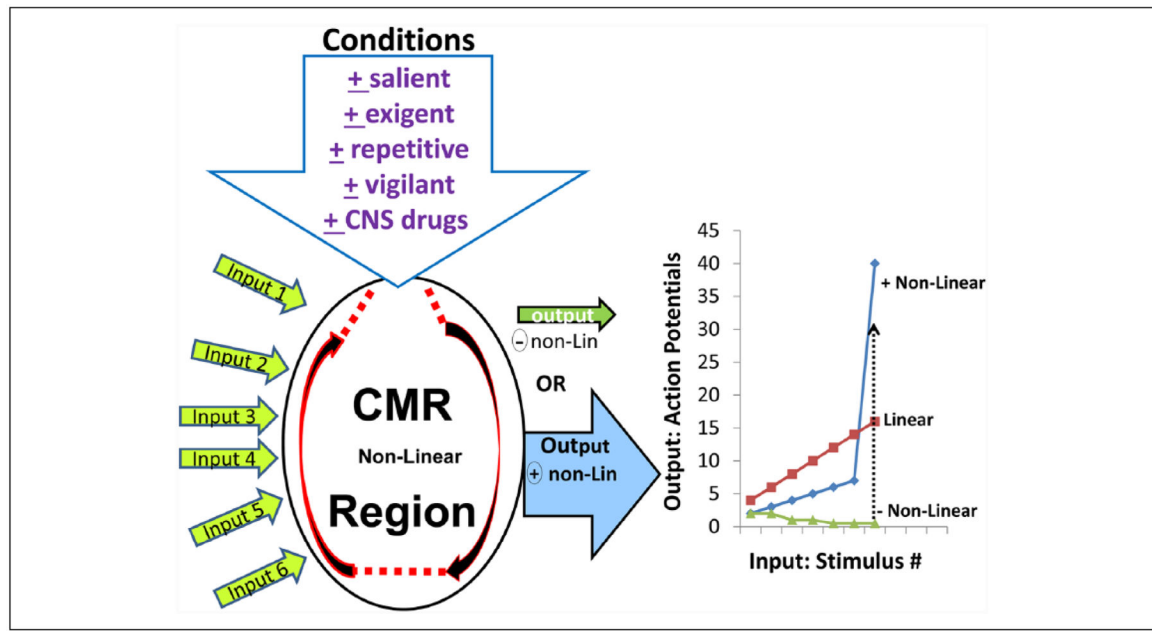 Conditions
+ salient
+ exigent
+ repetitive
+ vigilant
+ CNS drugs
Input 1
Input 2
Input 3
Input 4
Input 5
Input 6
CMR
Non-Linear
Region
output
- non-Lin
OR
Output
+ non-Lin
Output: Action Potentials
45
40
35
30
25
20
15
10
5
0
+ Non-Linear
Linear
- Non-Linear
Input: Stimulus #